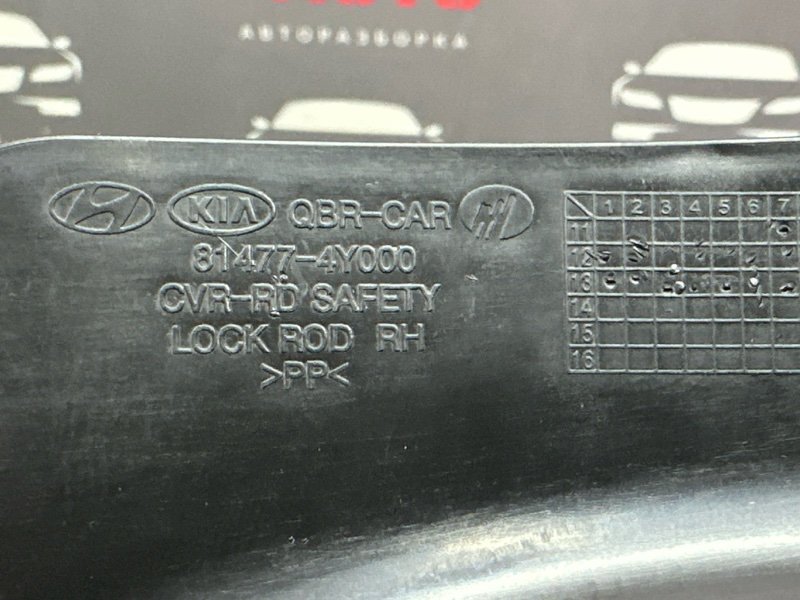 АВТОРАЗБОРКА
KIA QBR-CAR
81477-4Y000
CVR-RD SAFETY
LOCK ROD RH
>PP<
1 2 3 4 5 6 7
11
12
13
14
15
16